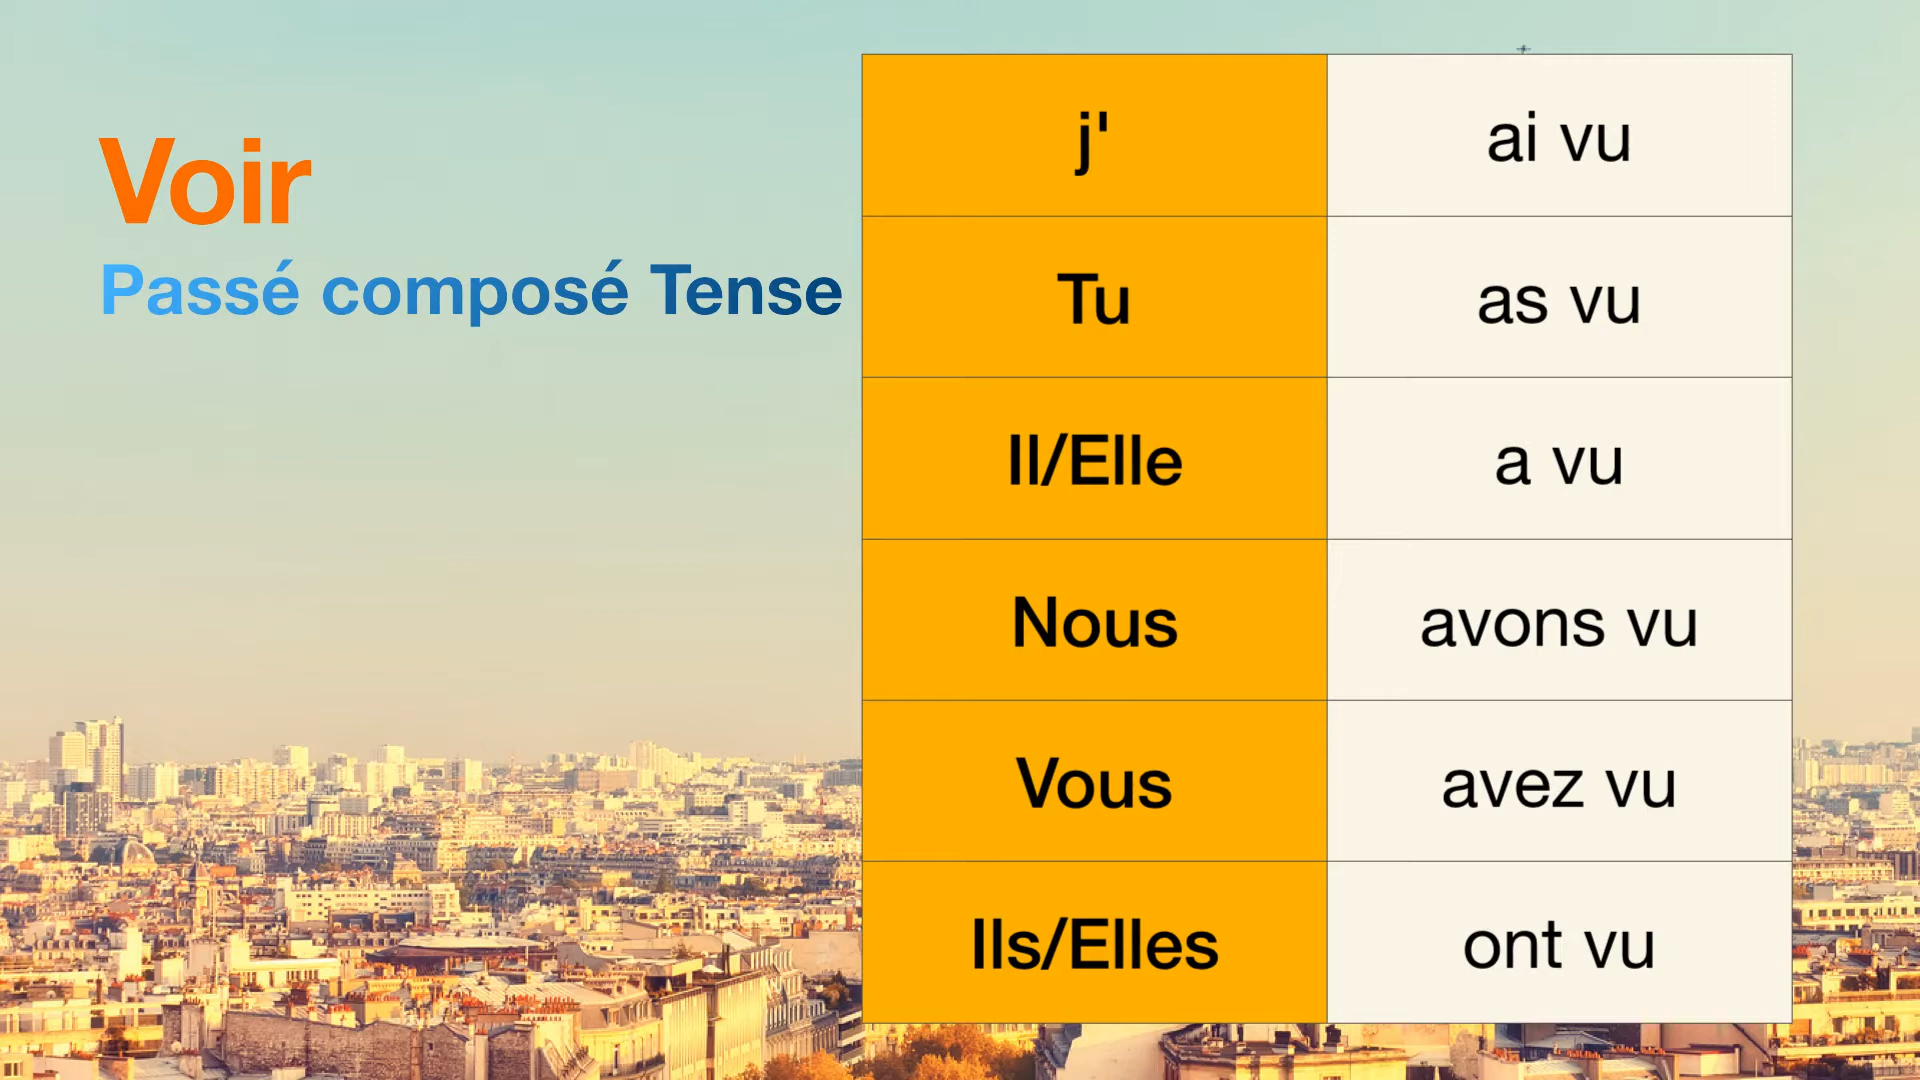 Voir
Passé composé Tense
j' ai vu
Tu as vu
Il/Elle a vu
Nous avons vu
Vous avez vu
Ils/Elles ont vu